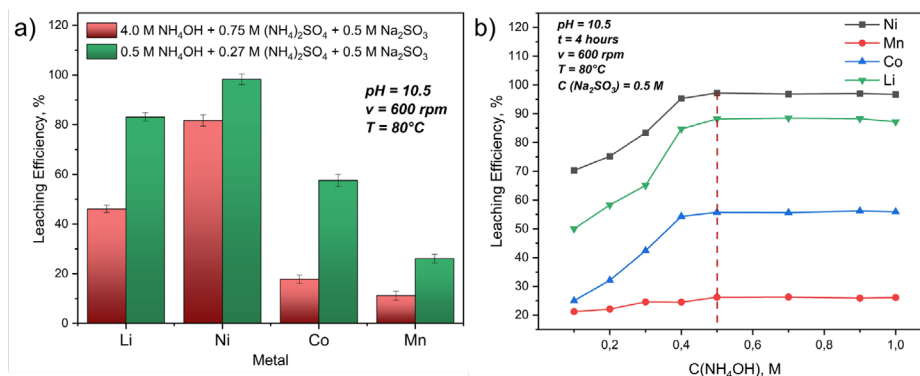 a)
4.0 M NH₄OH + 0.75 M (NH₄)₂SO₄ + 0.5 M Na₂SO₃
0.5 M NH₄OH + 0.27 M (NH₄)₂SO₄ + 0.5 M Na₂SO₃
pH = 10.5
v = 600 rpm
T = 80°C
Leaching Efficiency, %
120
100
80
60
40
20
0
Li Ni Co Mn
Metal
b)
pH = 10.5
t = 4 hours
v = 600 rpm
T = 80°C
C (Na₂SO₃) = 0.5 M
Ni
Mn
Co
Li
Leaching Efficiency, %
120
110
100
90
80
70
60
50
40
30
20
0,2 0,4 0,6 0,8 1,0
C(NH₄OH), M